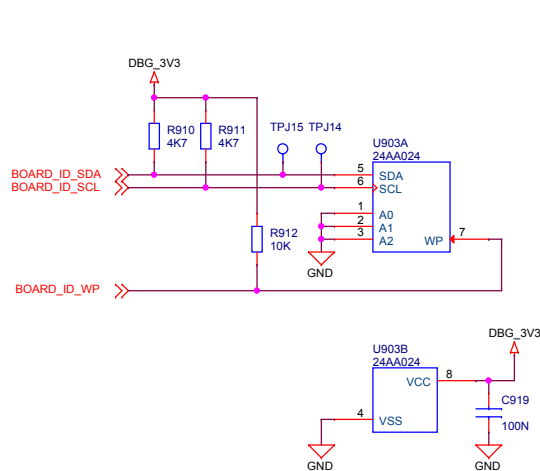 DBG_3V3
R910
4K7
R911
4K7
TPJ15
TPJ14
U903A
24AA024
BOARD_ID_SDA
BOARD_ID_SCL
5
SDA
6
SCL
1
A0
2
A1
3
A2
WP
7
GND
R912
10K
BOARD_ID_WP
DBG_3V3
U903B
24AA024
VCC
8
4
VSS
C919
100N
GND
GND